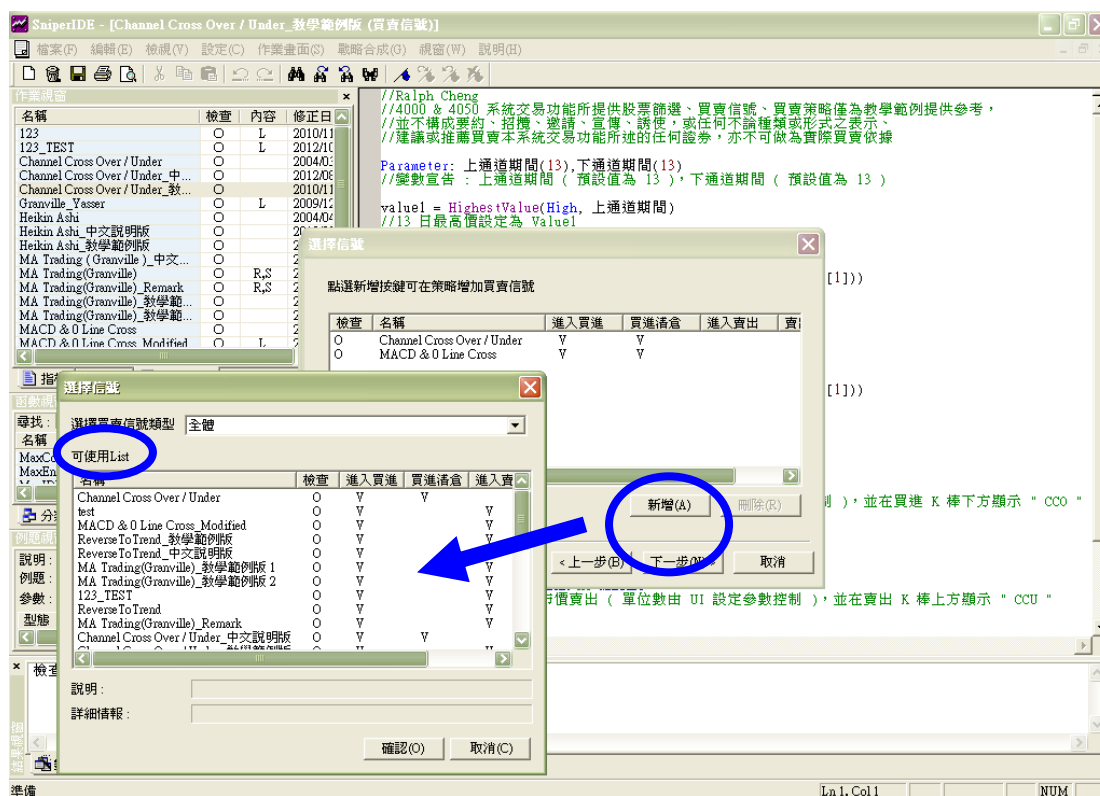 SniperIDE - [Channel Cross Over / Under_教學範例版 (買賣信號)]
檔案(F) 編輯(E) 檢視(V) 設定(C) 作業畫面(S) 戰略合成(G) 視窗(W) 說明(H)
作業視窗
名稱 檢查 內容 修正日
123 O L 2010/11
123_TEST O L 2012/10
Channel Cross Over / Under O 2004/03
Channel Cross Over / Under_中... O 2012/08
Channel Cross Over / Under_教... O 2010/11
Granville_Yasser O L 2009/12
Heikin Ashi O 2004/04
Heikin Ashi_中文說明版 O
Heikin Ashi_教學範例版 O 2
MA Trading ( Granville )_中文... O 2
MA Trading(Granville) O R,S 2
MA Trading(Granville)_Remark O R,S 2
MA Trading(Granville)_教學範... O 2
MA Trading(Granville)_教學範... O 2
MACD & 0 Line Cross O 2
MACD & 0 Line Cross_Modified O L
//Ralph Cheng
//4000 & 4050 系統交易功能所提供股票篩選、買賣信號、買賣策略僅為教學範例提供參考，
//並不構成要約、招攬、邀請、宣傳、誘使，或任何不論種類或形式之表示、
//建議或推薦買賣本系統交易功能所述的任何證券，亦不可做為實際買賣依據
Parameter: 上通道期間(13),下通道期間(13)
//變數宣告 : 上通道期間 ( 預設值為 13 )，下通道期間 ( 預設值為 13 )
value1 = HighestValue(High, 上通道期間)
//13 日最高價設定為 Value1
[1]))
[1]))
)，並在買進 K 棒下方顯示 " CCO "
價賣出 ( 單位數由 UI 設定參數控制 )，並在賣出 K 棒上方顯示 " CCU "
選擇信號
點選新增按鍵可在策略增加買賣信號
檢查 名稱 進入買進 買進清倉 進入賣出 賣
O Channel Cross Over / Under V V
O MACD & 0 Line Cross V V
新增(A) 刪除(R)
<上一步(B) 下一步(N)> 取消
尋找 :
名稱
說明 :
例題 :
參數 :
型態
選擇信號
選擇買賣信號類型 全體
可使用List
名稱 檢查 進入買進 買進清倉 進入賣
Channel Cross Over / Under O V V
test O V V
MACD & 0 Line Cross_Modified O V V
ReverseToTrend_教學範例版 O V V
ReverseToTrend_中文說明版 O V V
MA Trading(Granville)_教學範例版 1 O V V
MA Trading(Granville)_教學範例版 2 O V V
123_TEST O V V
ReverseToTrend O V V
MA Trading(Granville)_Remark O V V
Channel Cross Over / Under_中文說明版 O V V
說明 :
詳細情報 :
確認(O) 取消(C)
準備 Ln 1, Col 1 NUM